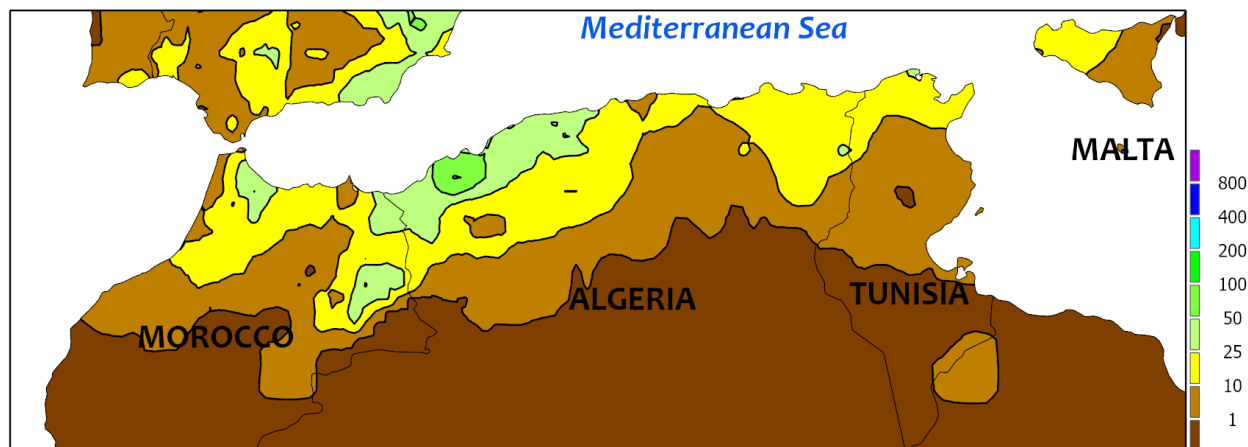 Mediterranean Sea
MALTA
MOROCCO
ALGERIA
TUNISIA
800
400
200
100
50
25
10
1